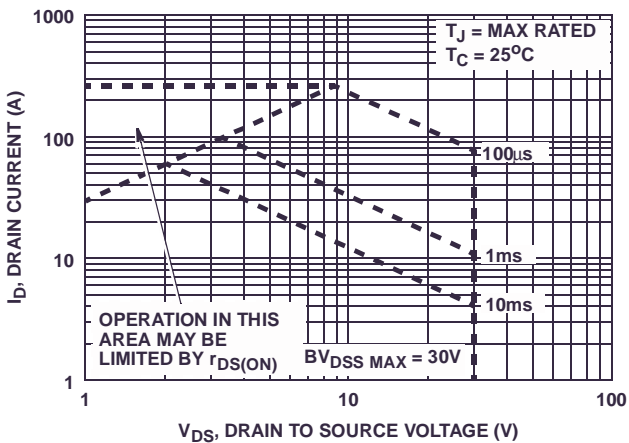 1000
T_J = MAX RATED
T_C = 25°C
100
100µs
I_D, DRAIN CURRENT (A)
10
1ms
10ms
OPERATION IN THIS
AREA MAY BE
LIMITED BY r_DS(ON)
BV_DSS MAX = 30V
1
1
10
100
V_DS, DRAIN TO SOURCE VOLTAGE (V)